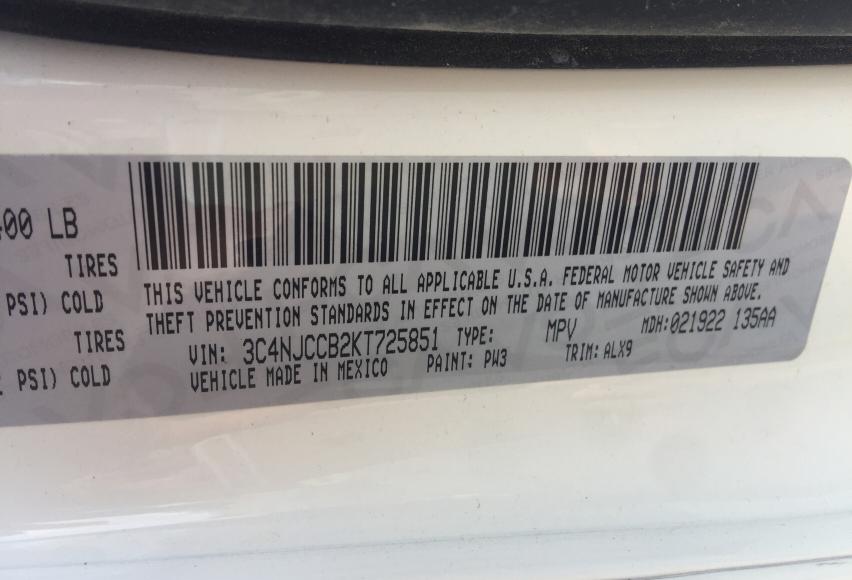 00 LB
TIRES
PSI) COLD
TIRES
PSI) COLD
THIS VEHICLE CONFORMS TO ALL APPLICABLE U.S.A. FEDERAL MOTOR VEHICLE SAFETY AND
THEFT PREVENTION STANDARDS IN EFFECT ON THE DATE OF MANUFACTURE SHOWN ABOVE.
VIN: 3C4NJCCB2KT725851 TYPE: MPV MDH:021922 135AA
VEHICLE MADE IN MEXICO PAINT: PW3 TRIM: ALX9